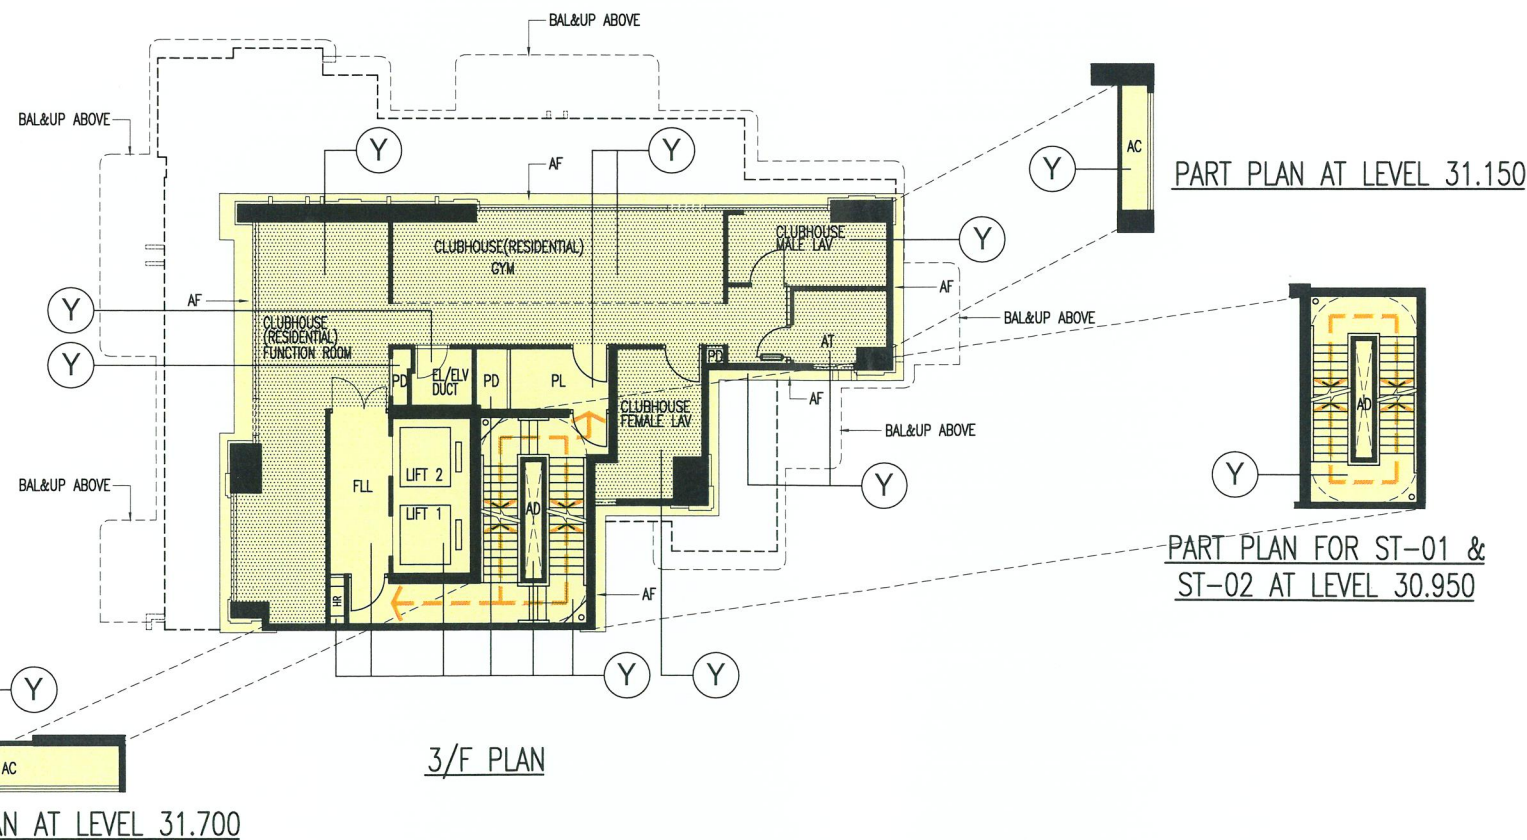 BAL&UP ABOVE
BAL&UP ABOVE
Y
AF
Y
Y
AC
PART PLAN AT LEVEL 31.150
CLUBHOUSE(RESIDENTIAL)
GYM
CLUBHOUSE
MALE LAV
Y
AF
AF
BAL&UP ABOVE
Y
CLUBHOUSE
(RESIDENTIAL)
FUNCTION ROOM
Y
PD
EL/ELV
DUCT
PD
PL
PD
AT
AF
CLUBHOUSE
FEMALE LAV
BAL&UP ABOVE
AD
Y
BAL&UP ABOVE
FLL
LIFT 2
LIFT 1
AD
Y
PART PLAN FOR ST-01 &
ST-02 AT LEVEL 30.950
HR
AF
Y
Y
Y
3/F PLAN
AC
AN AT LEVEL 31.700